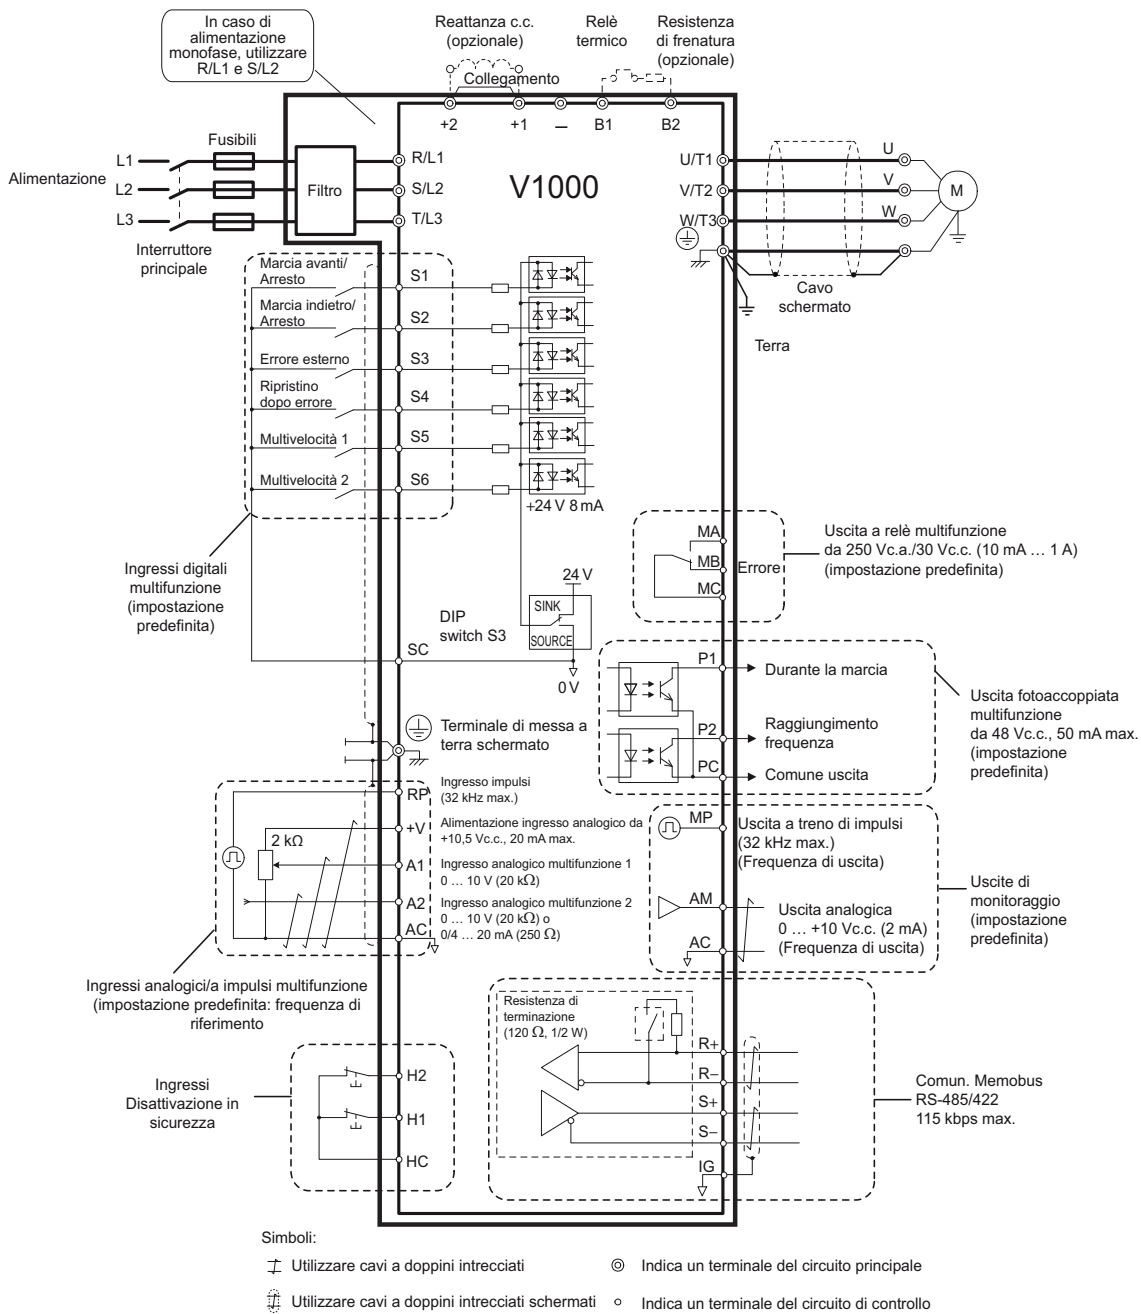 In caso di
alimentazione
monofase, utilizzare
R/L1 e S/L2
Reattanza c.c.
(opzionale)
Relè
termico
Resistenza
di frenatura
(opzionale)
Collegamento
+2
+1
–
B1
B2
Alimentazione
L1
L2
L3
Fusibili
Interruttore
principale
Filtro
R/L1
S/L2
T/L3
V1000
U/T1
V/T2
W/T3
U
V
W
M
Cavo
schermato
Terra
Marcia avanti/
Arresto
S1
Marcia indietro/
Arresto
S2
Errore esterno
S3
Ripristino
dopo errore
S4
Multivelocità 1
S5
Multivelocità 2
S6
+24 V 8 mA
Ingressi digitali
multifunzione
(impostazione
predefinita)
24 V
SINK
SOURCE
DIP
switch S3
SC
0 V
MA
MB
MC
Errore
Uscita a relè multifunzione
da 250 Vc.a./30 Vc.c. (10 mA … 1 A)
(impostazione predefinita)
P1
Durante la marcia
P2
Raggiungimento
frequenza
PC
Comune uscita
Uscita fotoaccoppiata
multifunzione
da 48 Vc.c., 50 mA max.
(impostazione
predefinita)
Terminale di messa a
terra schermato
RP
Ingresso impulsi
(32 kHz max.)
+V
Alimentazione ingresso analogico da
+10,5 Vc.c., 20 mA max.
2 kΩ
A1
Ingresso analogico multifunzione 1
0 … 10 V (20 kΩ)
A2
Ingresso analogico multifunzione 2
0 … 10 V (20 kΩ) o
0/4 … 20 mA (250 Ω)
AC
Ingressi analogici/a impulsi multifunzione
(impostazione predefinita: frequenza di
riferimento
MP
Uscita a treno di impulsi
(32 kHz max.)
(Frequenza di uscita)
AM
Uscita analogica
0 … +10 Vc.c. (2 mA)
(Frequenza di uscita)
AC
Uscite di
monitoraggio
(impostazione
predefinita)
Ingressi
Disattivazione in
sicurezza
H2
H1
HC
Resistenza di
terminazione
(120 Ω, 1/2 W)
R+
R–
S+
S–
IG
Comun. Memobus
RS-485/422
115 kbps max.
Simboli:
Utilizzare cavi a doppini intrecciati
Indica un terminale del circuito principale
Utilizzare cavi a doppini intrecciati schermati
Indica un terminale del circuito di controllo